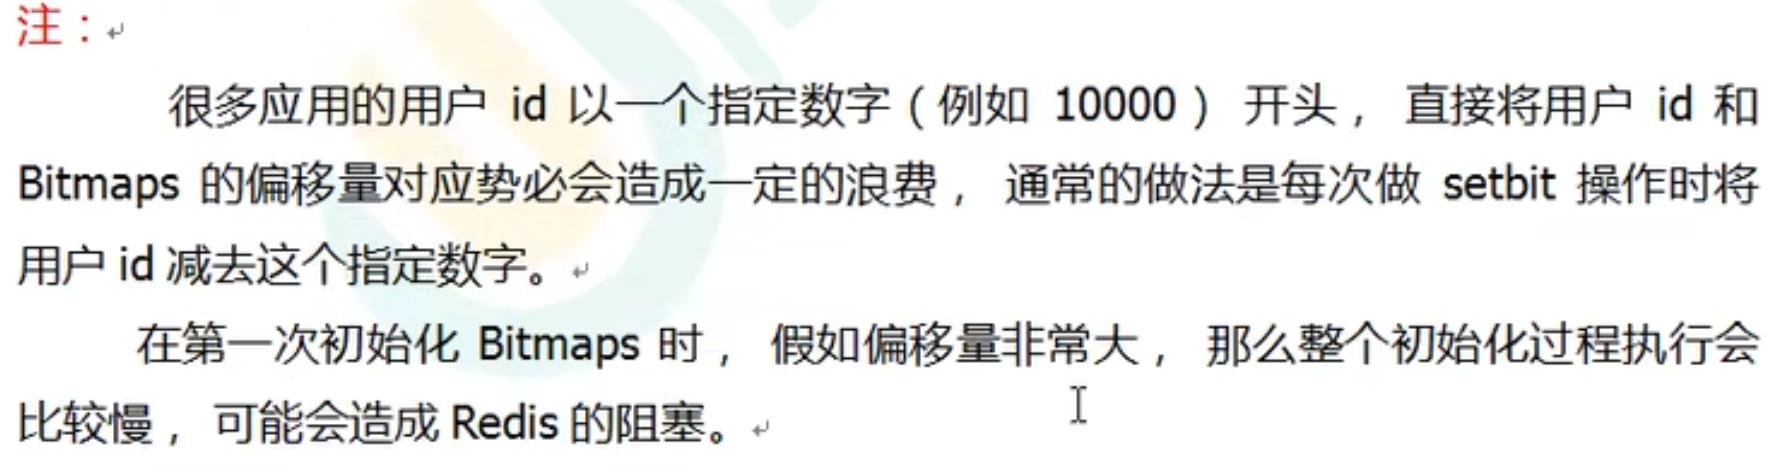 注：
很多应用的用户 id 以一个指定数字（例如 10000） 开头， 直接将用户 id 和
Bitmaps 的偏移量对应势必会造成一定的浪费， 通常的做法是每次做 setbit 操作时将
用户 id 减去这个指定数字。
在第一次初始化 Bitmaps 时， 假如偏移量非常大， 那么整个初始化过程执行会
比较慢， 可能会造成 Redis 的阻塞。